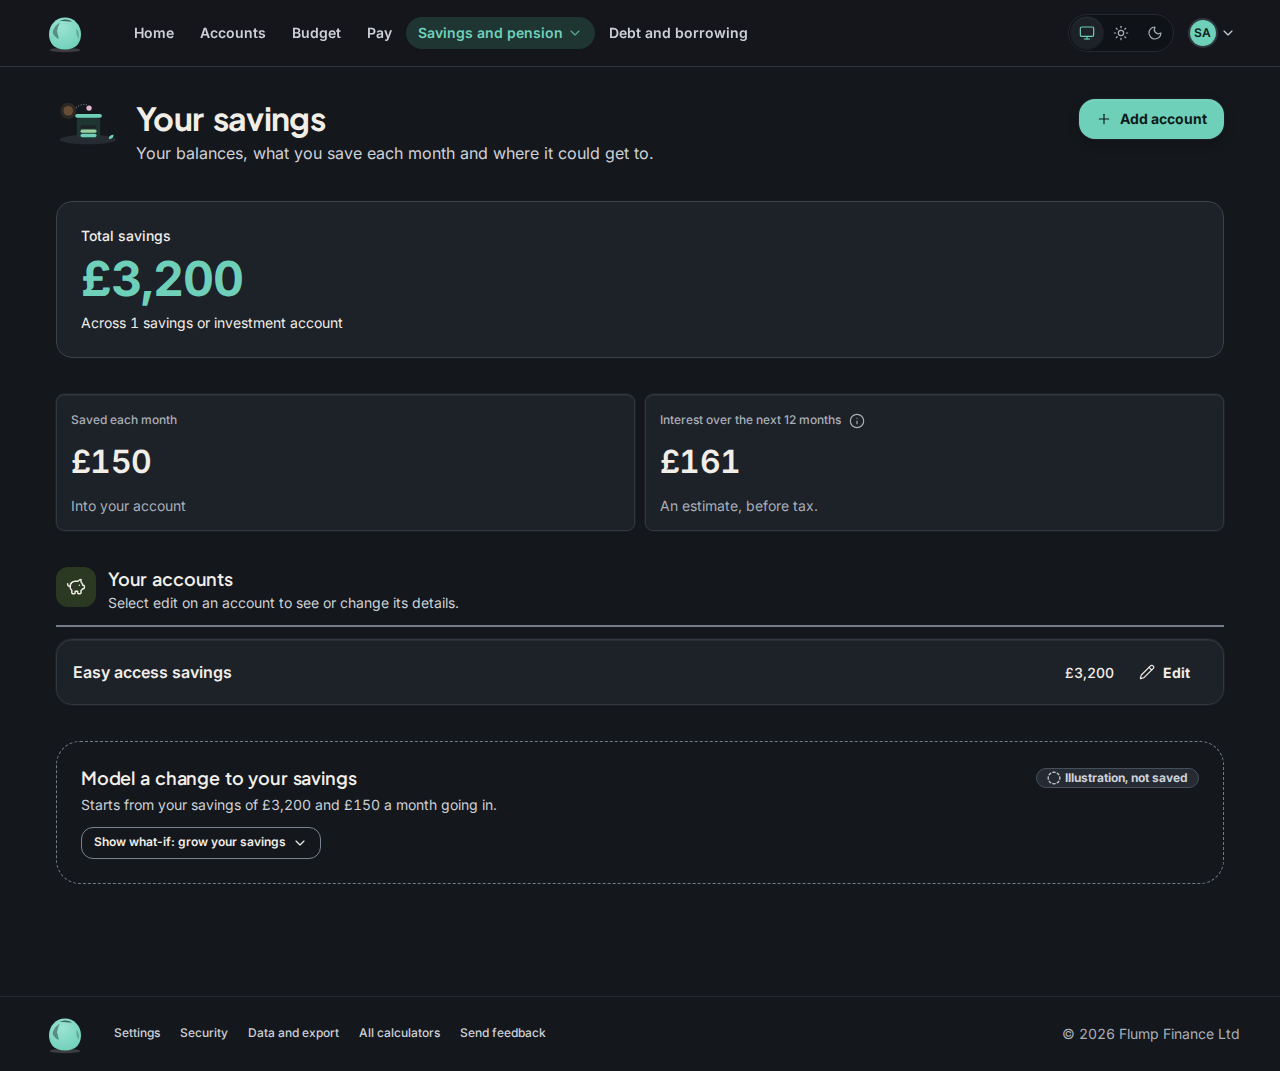 Home Accounts Budget Pay Savings and pension Debt and borrowing SA
Your savings
Your balances, what you save each month and where it could get to.
Add account
Total savings
£3,200
Across 1 savings or investment account
Saved each month
£150
Into your account
Interest over the next 12 months
£161
An estimate, before tax.
Your accounts
Select edit on an account to see or change its details.
Easy access savings £3,200 Edit
Model a change to your savings
Illustration, not saved
Starts from your savings of £3,200 and £150 a month going in.
Show what-if: grow your savings
Settings Security Data and export All calculators Send feedback © 2026 Flump Finance Ltd